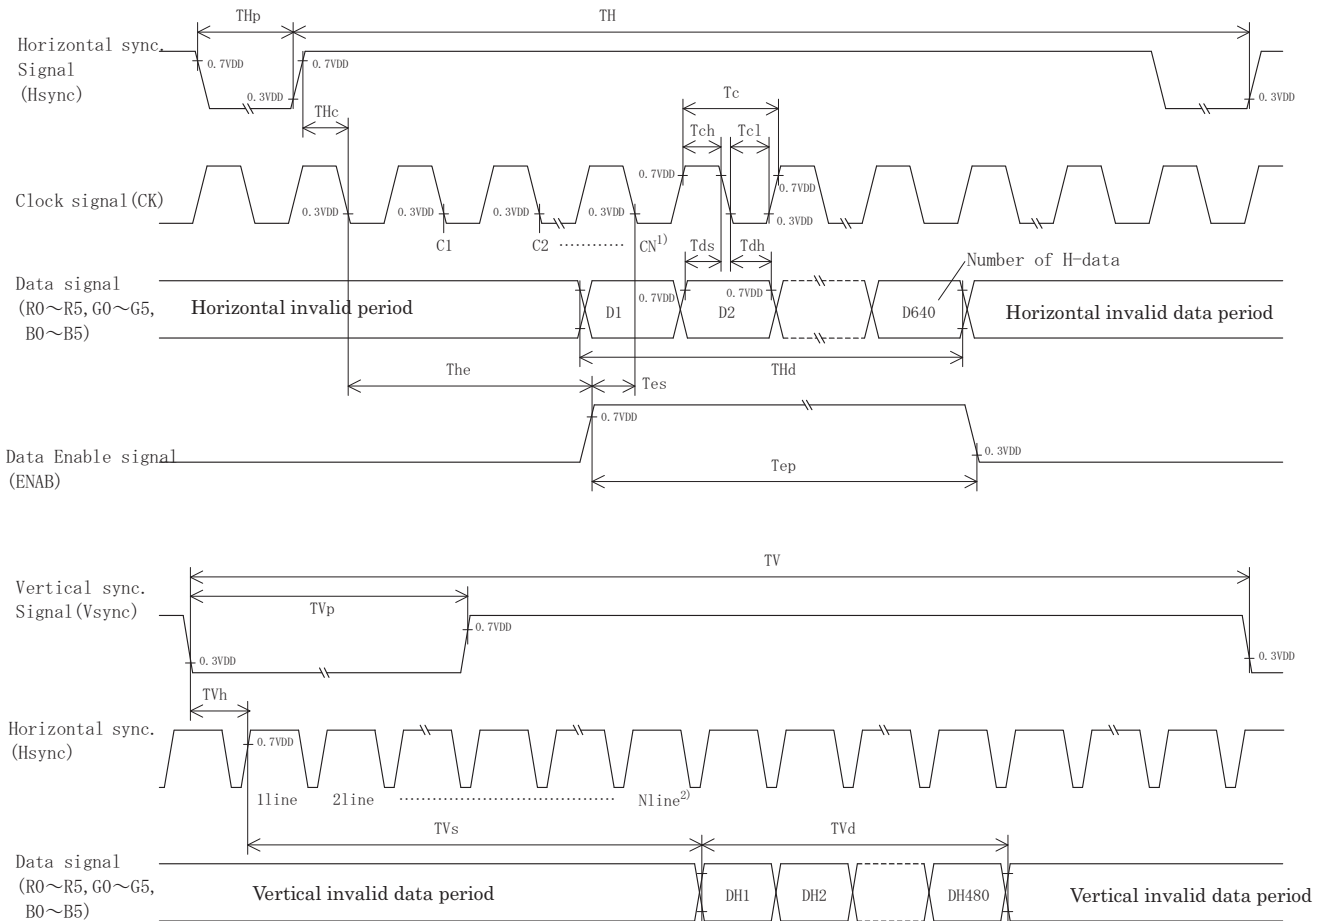 THp
TH
Horizontal sync.
Signal
(Hsync)
0.7VDD
0.7VDD
0.3VDD
0.3VDD
THc
Tc
Tch
Tcl
Clock signal(CK)
0.7VDD
0.7VDD
0.3VDD
0.3VDD
0.3VDD
0.3VDD
0.3VDD
C1
C2
CN1)
Tds
Tdh
Number of H-data
Data signal
(R0～R5,G0～G5,
B0～B5)
Horizontal invalid period
0.7VDD
0.7VDD
D1
D2
D640
Horizontal invalid data period
The
Tes
THd
0.7VDD
Data Enable signal
(ENAB)
0.3VDD
Tep
TV
Vertical sync.
Signal(Vsync)
TVp
0.7VDD
0.3VDD
0.3VDD
TVh
Horizontal sync.
(Hsync)
0.7VDD
1line
2line
Nline2)
TVs
TVd
Data signal
(R0～R5,G0～G5,
B0～B5)
Vertical invalid data period
DH1
DH2
DH480
Vertical invalid data period